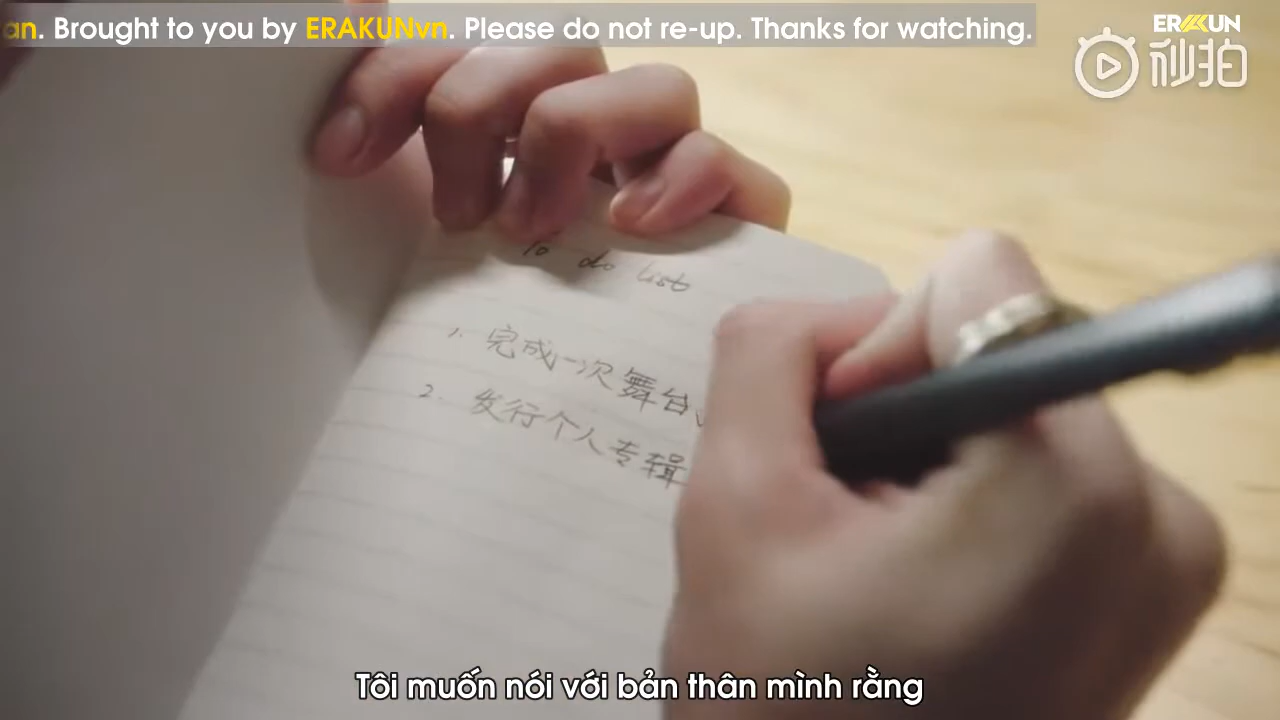 an. Brought to you by ERAKUNvn. Please do not re-up. Thanks for watching.
ERAKUN
秒拍
To do list
1. 完成一次舞台
2. 发行个人专辑
Tôi muốn nói với bản thân mình rằng